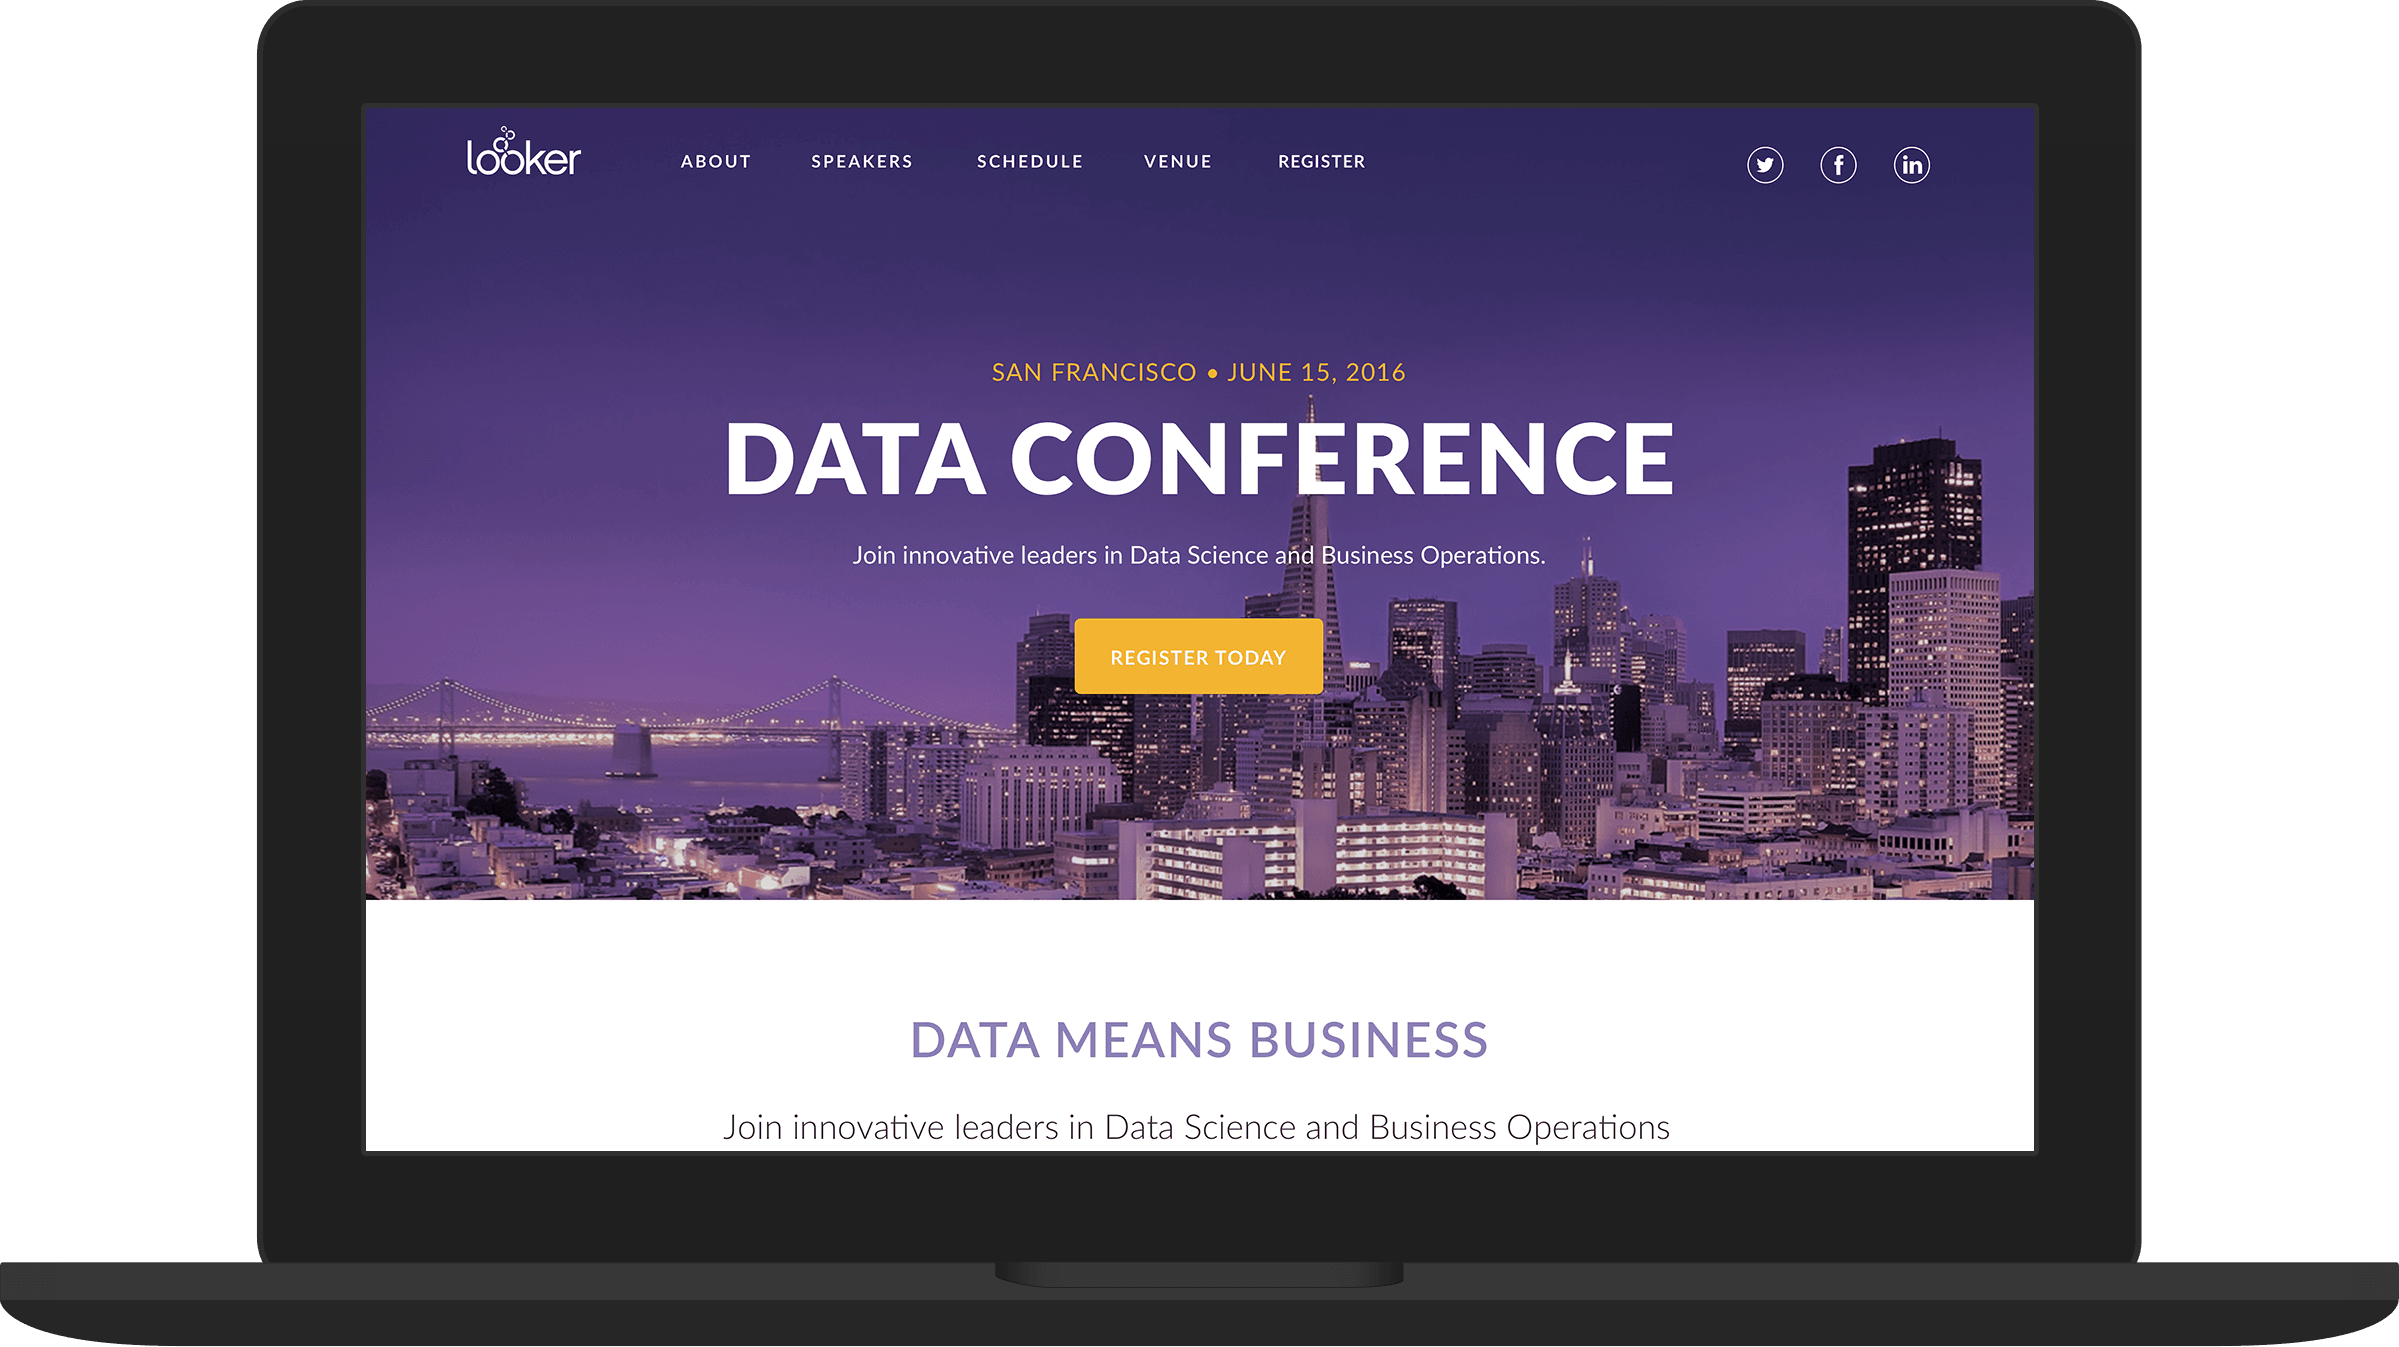 looker
ABOUT SPEAKERS SCHEDULE VENUE REGISTER
SAN FRANCISCO • JUNE 15, 2016
DATA CONFERENCE
Join innovative leaders in Data Science and Business Operations.
REGISTER TODAY
DATA MEANS BUSINESS
Join innovative leaders in Data Science and Business Operations